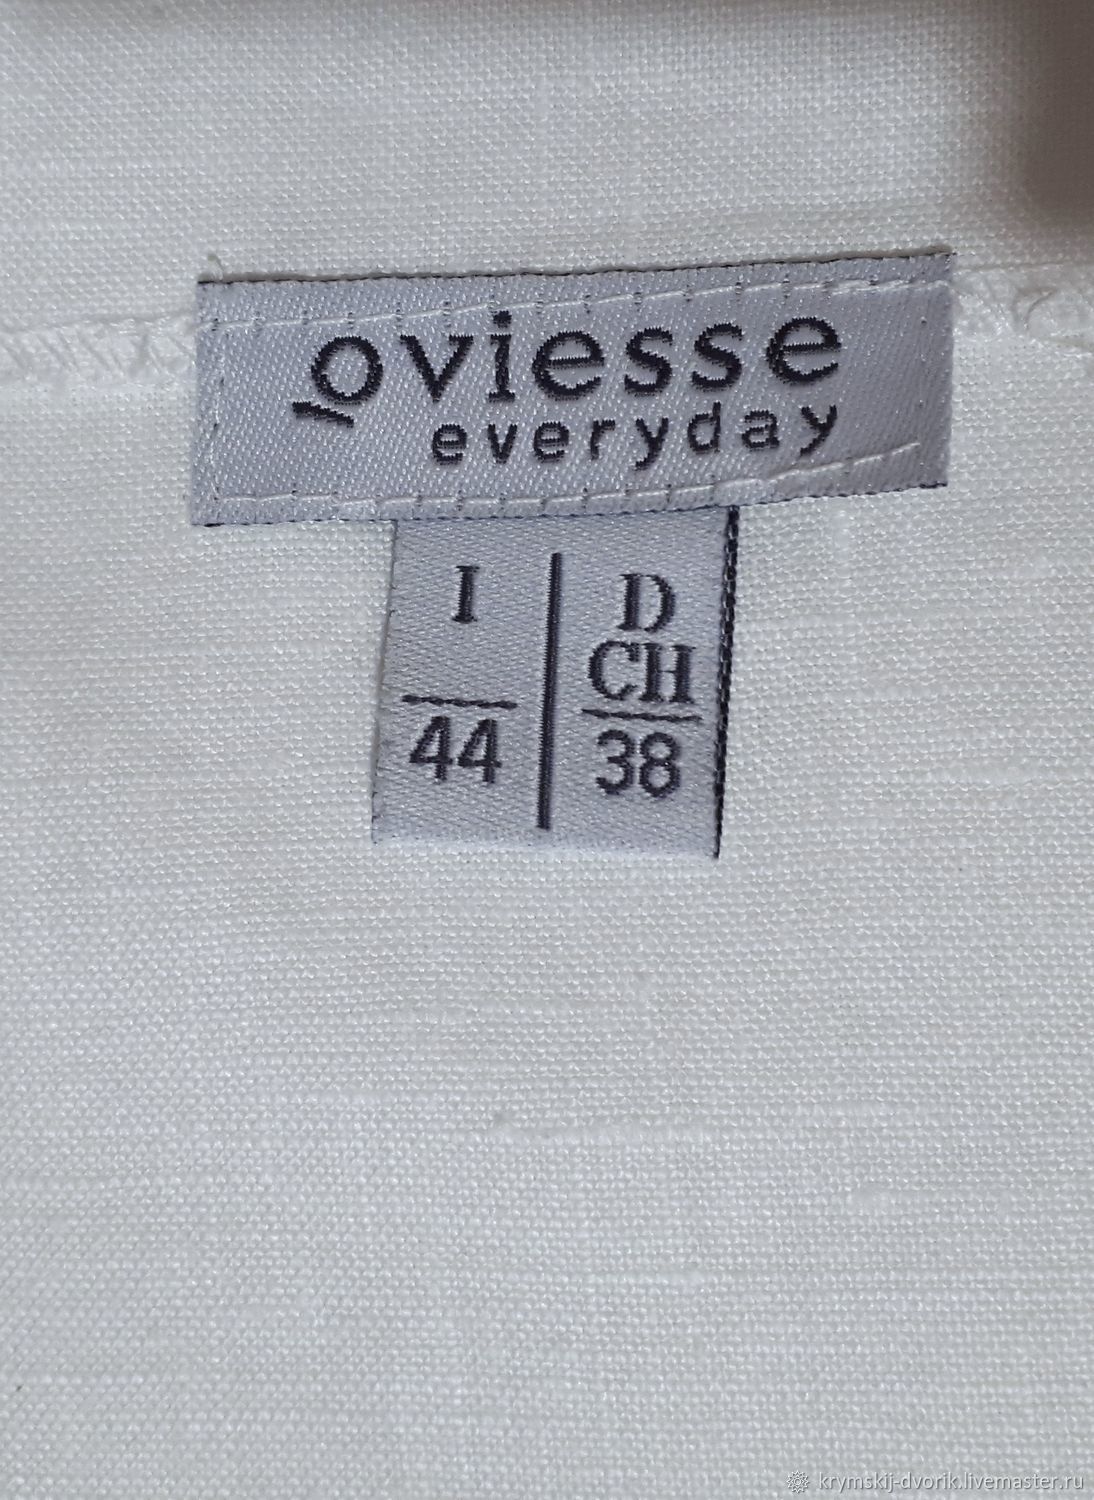 oviesse
everyday
I
44
D
CH
38
krymskij-dvorik.livemaster.ru